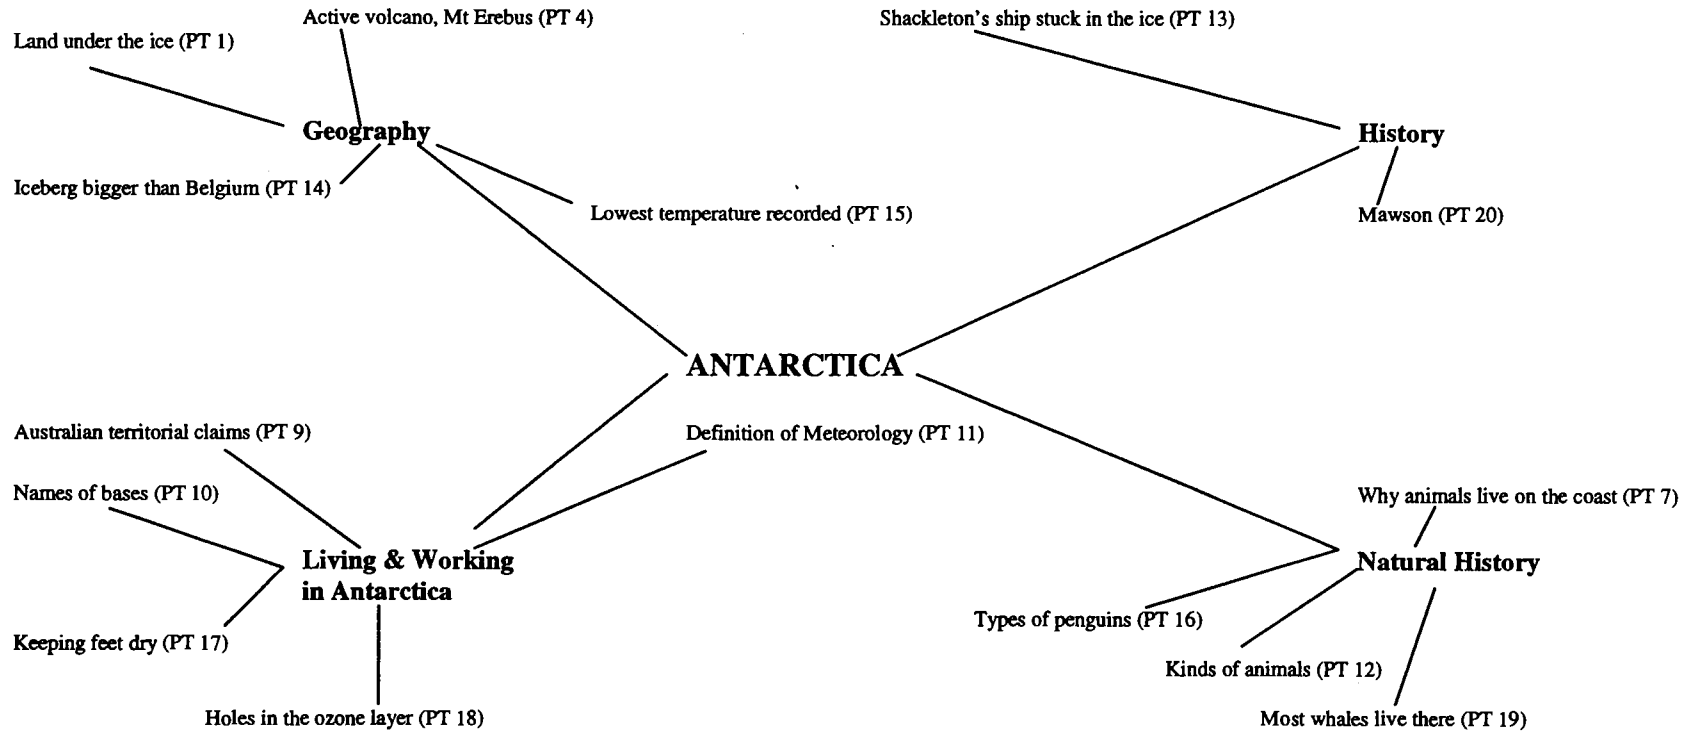 Active volcano, Mt Erebus (PT 4)
Shackleton's ship stuck in the ice (PT 13)
Land under the ice (PT 1)
Geography
History
Iceberg bigger than Belgium (PT 14)
Lowest temperature recorded (PT 15)
Mawson (PT 20)
ANTARCTICA
Australian territorial claims (PT 9)
Definition of Meteorology (PT 11)
Names of bases (PT 10)
Why animals live on the coast (PT 7)
Living & Working
in Antarctica
Natural History
Types of penguins (PT 16)
Keeping feet dry (PT 17)
Kinds of animals (PT 12)
Holes in the ozone layer (PT 18)
Most whales live there (PT 19)